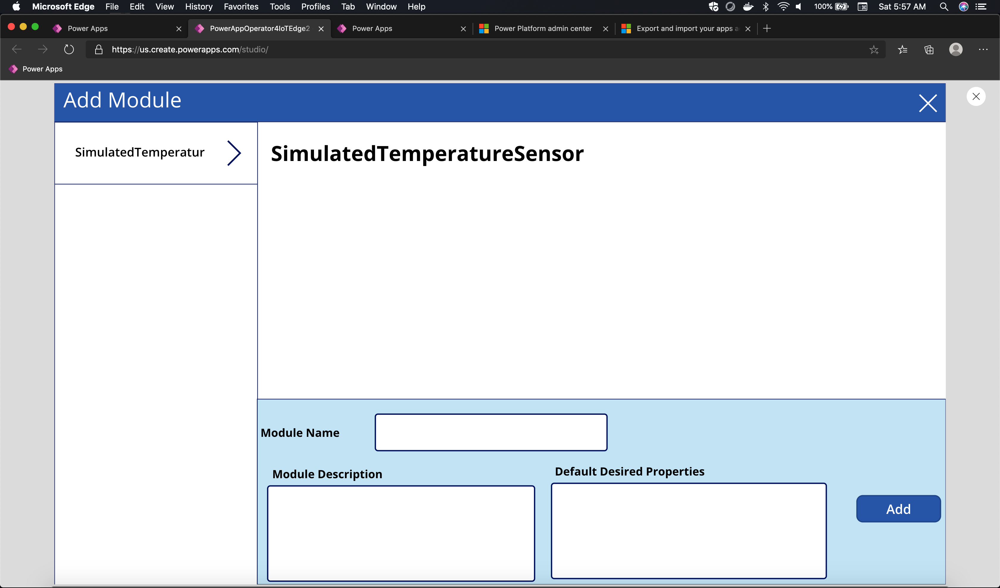 Microsoft Edge File Edit View History Favorites Tools Profiles Tab Window Help 100% Sat 5:57 AM
Power Apps PowerAppOperator4IoTEdge2 Power Apps Power Platform admin center Export and import your apps a
https://us.create.powerapps.com/studio/
Power Apps
Add Module
SimulatedTemperatur
SimulatedTemperatureSensor
Module Name
Module Description
Default Desired Properties
Add